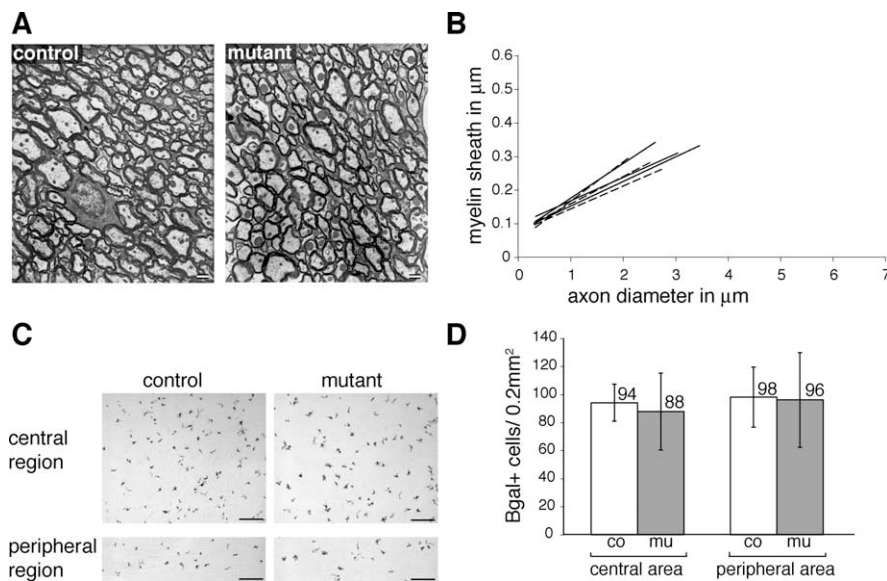 A
control
mutant
B
myelin sheath in µm
0.6
0.5
0.4
0.3
0.2
0.1
0
0 1 2 3 4 5 6 7
axon diameter in µm
C
control mutant
central
region
peripheral
region
D
Bgal+ cells/ 0.2mm²
140
120
100
80
60
40
20
0
94 88 98 96
co mu co mu
central area peripheral area